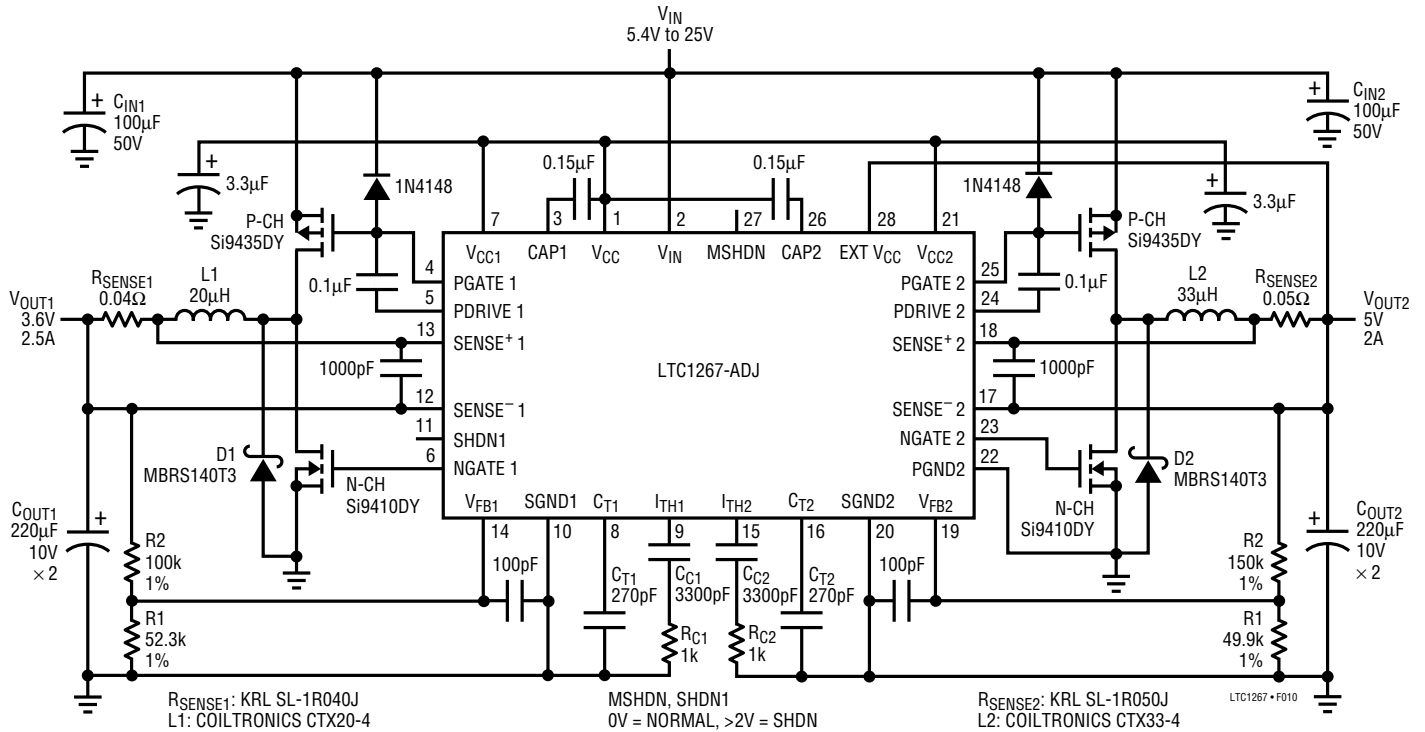 VIN
5.4V to 25V
+
CIN1
100µF
50V
+
CIN2
100µF
50V
+
3.3µF
0.15µF
0.15µF
1N4148
1N4148
+
3.3µF
P-CH
Si9435DY
P-CH
Si9435DY
7
3
1
2
27
26
28
21
VCC1
CAP1
VCC
VIN
MSHDN
CAP2
EXT VCC
VCC2
4
PGATE 1
0.1µF
5
PDRIVE 1
13
SENSE+ 1
1000pF
12
SENSE− 1
11
SHDN1
6
NGATE 1
LTC1267-ADJ
25
PGATE 2
0.1µF
24
PDRIVE 2
18
SENSE+ 2
1000pF
17
SENSE− 2
23
NGATE 2
22
PGND2
VOUT1
3.6V
2.5A
RSENSE1
0.04Ω
L1
20µH
L2
33µH
RSENSE2
0.05Ω
VOUT2
5V
2A
D1
MBRS140T3
N-CH
Si9410DY
N-CH
Si9410DY
D2
MBRS140T3
VFB1
SGND1
CT1
ITH1
ITH2
CT2
SGND2
VFB2
14
10
8
9
15
16
20
19
COUT1
220µF
10V
× 2
+
R2
100k
1%
R1
52.3k
1%
100pF
CT1
270pF
CC1
3300pF
RC1
1k
CC2
3300pF
RC2
1k
CT2
270pF
100pF
R2
150k
1%
R1
49.9k
1%
+
COUT2
220µF
10V
× 2
RSENSE1: KRL SL-1R040J
L1: COILTRONICS CTX20-4
MSHDN, SHDN1
0V = NORMAL, >2V = SHDN
RSENSE2: KRL SL-1R050J
L2: COILTRONICS CTX33-4
LTC1267 • F010